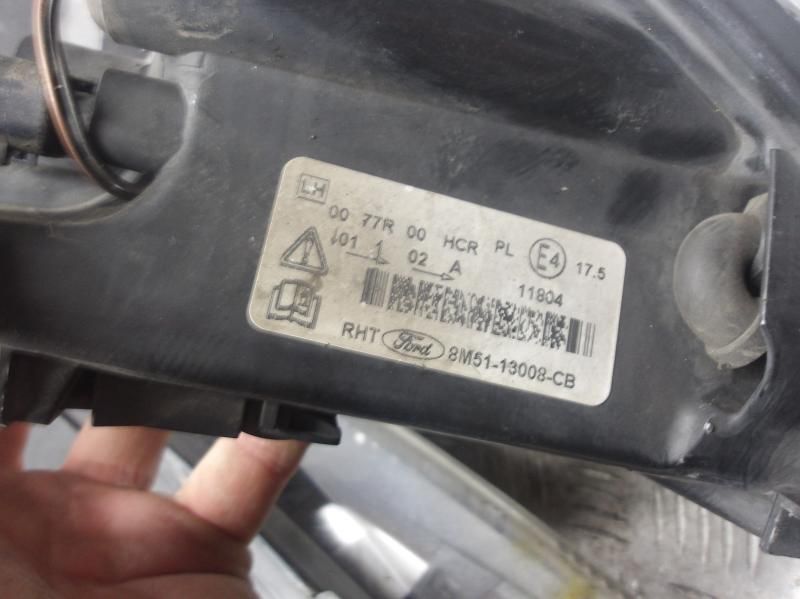 LH
00 77R 00 HCR PL E4 17.5
01 1 02 A
11804
RHT Ford 8M51-13008-CB